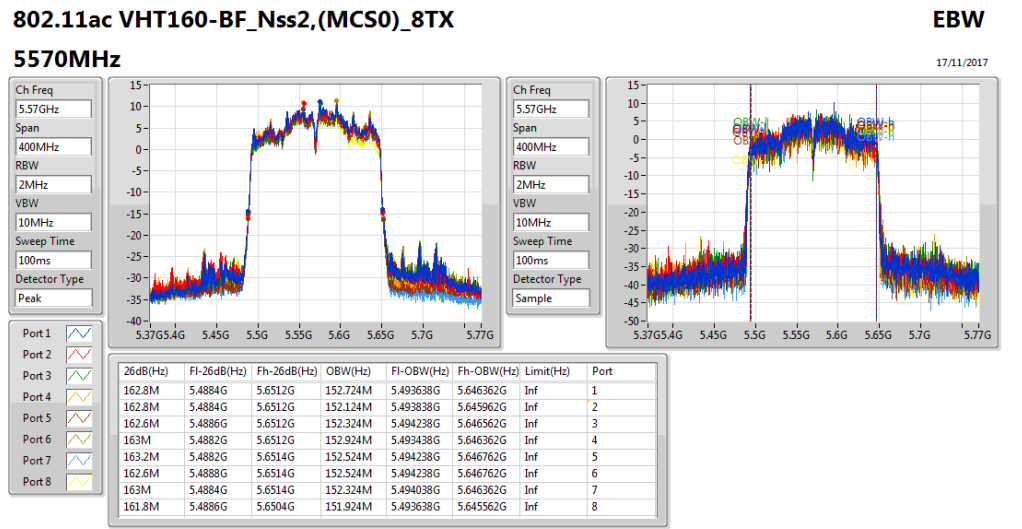 802.11ac VHT160-BF_Nss2,(MCS0)_8TX
EBW
5570MHz
17/11/2017
Ch Freq
5.57GHz
Span
400MHz
RBW
2MHz
VBW
10MHz
Sweep Time
100ms
Detector Type
Peak
15
10
5
0
-5
-10
-15
-20
-25
-30
-35
-40
5.37G 5.4G 5.45G 5.5G 5.55G 5.6G 5.65G 5.7G 5.77G
Ch Freq
5.57GHz
Span
400MHz
RBW
2MHz
VBW
10MHz
Sweep Time
100ms
Detector Type
Sample
15
10
5
0
-5
-10
-15
-20
-25
-30
-35
-40
-45
-50
5.37G 5.4G 5.45G 5.5G 5.55G 5.6G 5.65G 5.7G 5.77G
Port 1
Port 2
Port 3
Port 4
Port 5
Port 6
Port 7
Port 8
26dB(Hz) Fl-26dB(Hz) Fh-26dB(Hz) OBW(Hz) Fl-OBW(Hz) Fh-OBW(Hz) Limit(Hz) Port
162.8M 5.4884G 5.6512G 152.724M 5.493638G 5.646362G Inf 1
162.8M 5.4884G 5.6512G 152.124M 5.493838G 5.645962G Inf 2
162.6M 5.4886G 5.6512G 152.324M 5.494238G 5.646562G Inf 3
163M 5.4882G 5.6512G 152.924M 5.493438G 5.646362G Inf 4
163.2M 5.4882G 5.6514G 152.524M 5.494238G 5.646762G Inf 5
162.6M 5.4888G 5.6514G 152.524M 5.494238G 5.646762G Inf 6
163M 5.4884G 5.6514G 152.324M 5.494038G 5.646362G Inf 7
161.8M 5.4886G 5.6504G 151.924M 5.493638G 5.645562G Inf 8